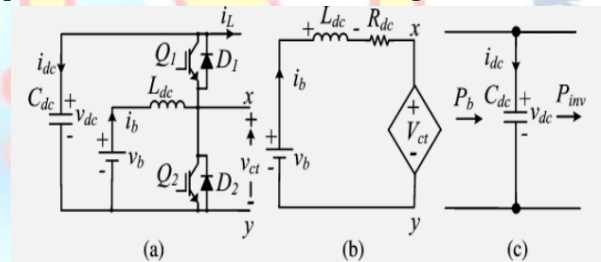 i_L
Q_1 D_1
i_dc
L_dc
C_dc + v_dc -
i_b
x
+ v_b -
+ v_ct -
Q_2 D_2
y
(a)
+ L_dc - R_dc x
i_b
+ v_b -
+ V_ct -
y
(b)
i_dc
P_b C_dc + v_dc - P_inv
(c)